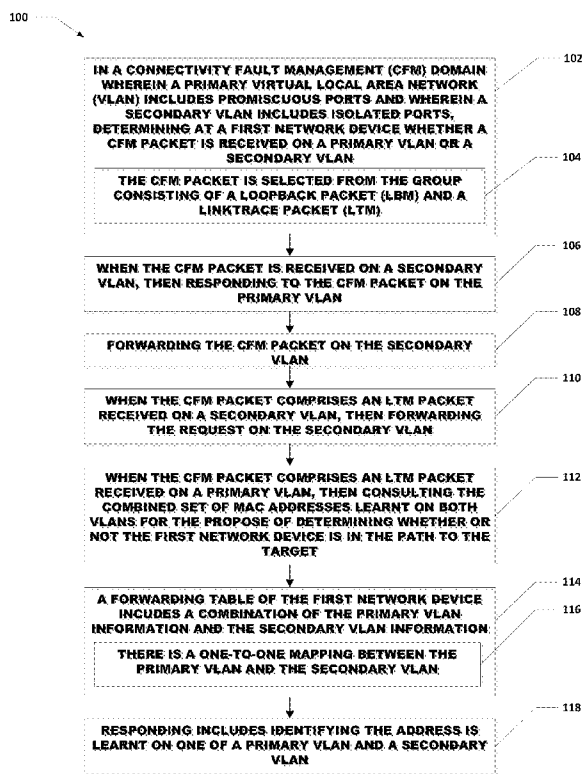 100
IN A CONNECTIVITY FAULT MANAGEMENT (CFM) DOMAIN
WHEREIN A PRIMARY VIRTUAL LOCAL AREA NETWORK
(VLAN) INCLUDES PROMISCUOUS PORTS AND WHEREIN A
SECONDARY VLAN INCLUDES ISOLATED PORTS,
DETERMINING AT A FIRST NETWORK DEVICE WHETHER A
CFM PACKET IS RECEIVED ON A PRIMARY VLAN OR A
SECONDARY VLAN
102
THE CFM PACKET IS SELECTED FROM THE GROUP
CONSISTING OF A LOOPBACK PACKET (LBM) AND A
LINKTRACE PACKET (LTM)
104
WHEN THE CFM PACKET IS RECEIVED ON A SECONDARY
VLAN, THEN RESPONDING TO THE CFM PACKET ON THE
PRIMARY VLAN
106
FORWARDING THE CFM PACKET ON THE SECONDARY
VLAN
108
WHEN THE CFM PACKET COMPRISES AN LTM PACKET
RECEIVED ON A SECONDARY VLAN, THEN FORWARDING
THE REQUEST ON THE SECONDARY VLAN
110
WHEN THE CFM PACKET COMPRISES AN LTM PACKET
RECEIVED ON A PRIMARY VLAN, THEN CONSULTING THE
COMBINED SET OF MAC ADDRESSES LEARNT ON BOTH
VLANS FOR THE PROPOSE OF DETERMINING WHETHER OR
NOT THE FIRST NETWORK DEVICE IS IN THE PATH TO THE
TARGET
112
A FORWARDING TABLE OF THE FIRST NETWORK DEVICE
INCUDES A COMBINATION OF THE PRIMARY VLAN
INFORMATION AND THE SECONDARY VLAN INFORMATION
114
THERE IS A ONE-TO-ONE MAPPING BETWEEN THE
PRIMARY VLAN AND THE SECONDARY VLAN
116
RESPONDING INCLUDES IDENTIFYING THE ADDRESS IS
LEARNT ON ONE OF A PRIMARY VLAN AND A SECONDARY
VLAN
118